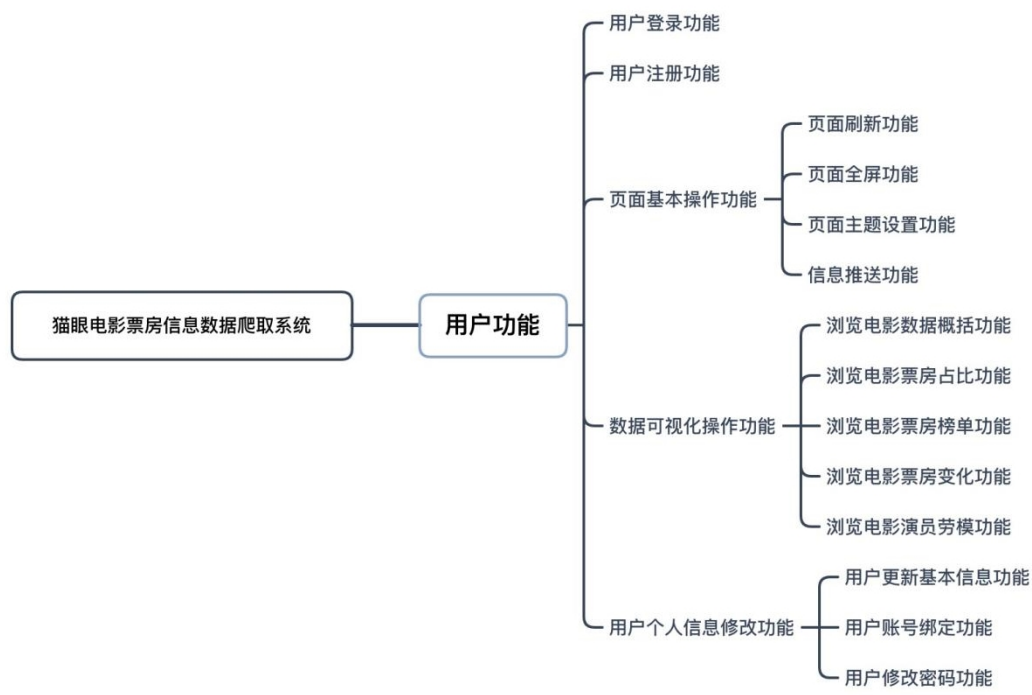 猫眼电影票房信息数据爬取系统
用户功能
用户登录功能
用户注册功能
页面基本操作功能
页面刷新功能
页面全屏功能
页面主题设置功能
信息推送功能
数据可视化操作功能
浏览电影数据概括功能
浏览电影票房占比功能
浏览电影票房榜单功能
浏览电影票房变化功能
浏览电影演员劳模功能
用户个人信息修改功能
用户更新基本信息功能
用户账号绑定功能
用户修改密码功能